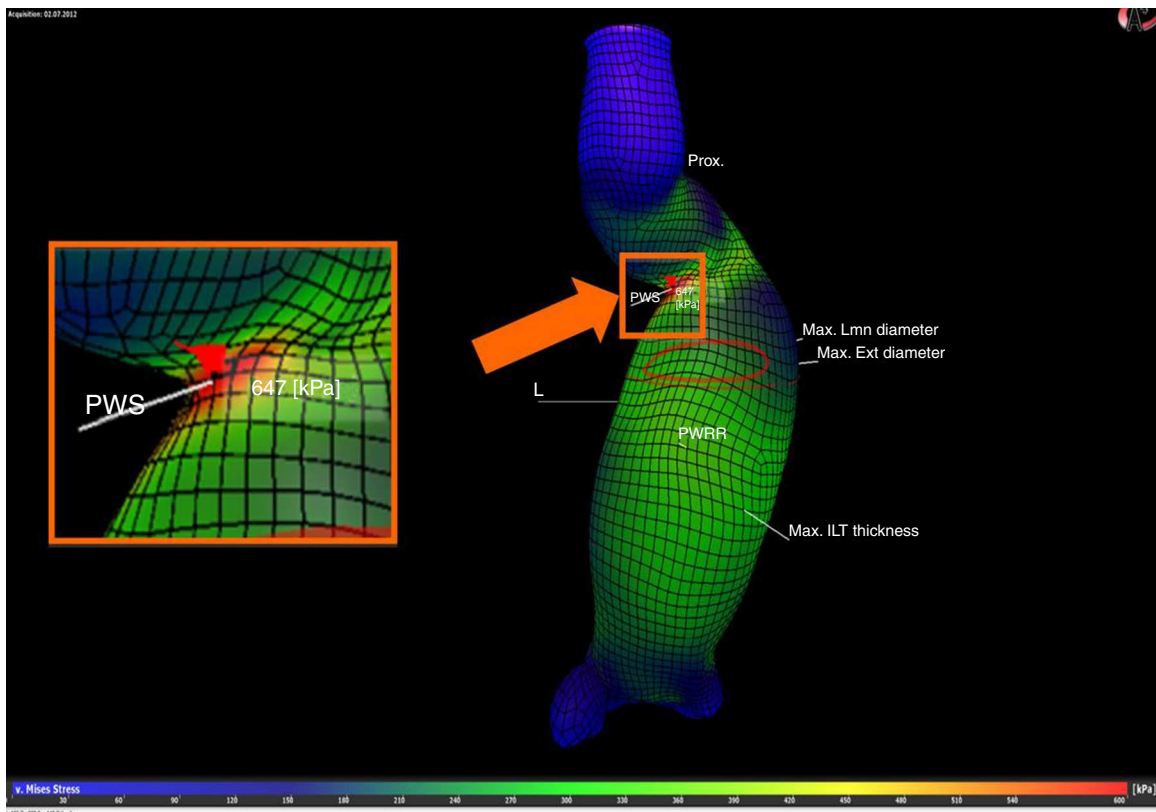 Acquisition: 02.07.2012
Prox.
PWS
647
[kPa]
Max. Lmn diameter
Max. Ext diameter
L
PWS
647 [kPa]
PWRR
Max. ILT thickness
v. Mises Stress
[kPa]
30 60 90 120 150 180 210 240 270 300 330 360 390 420 450 480 510 540 600